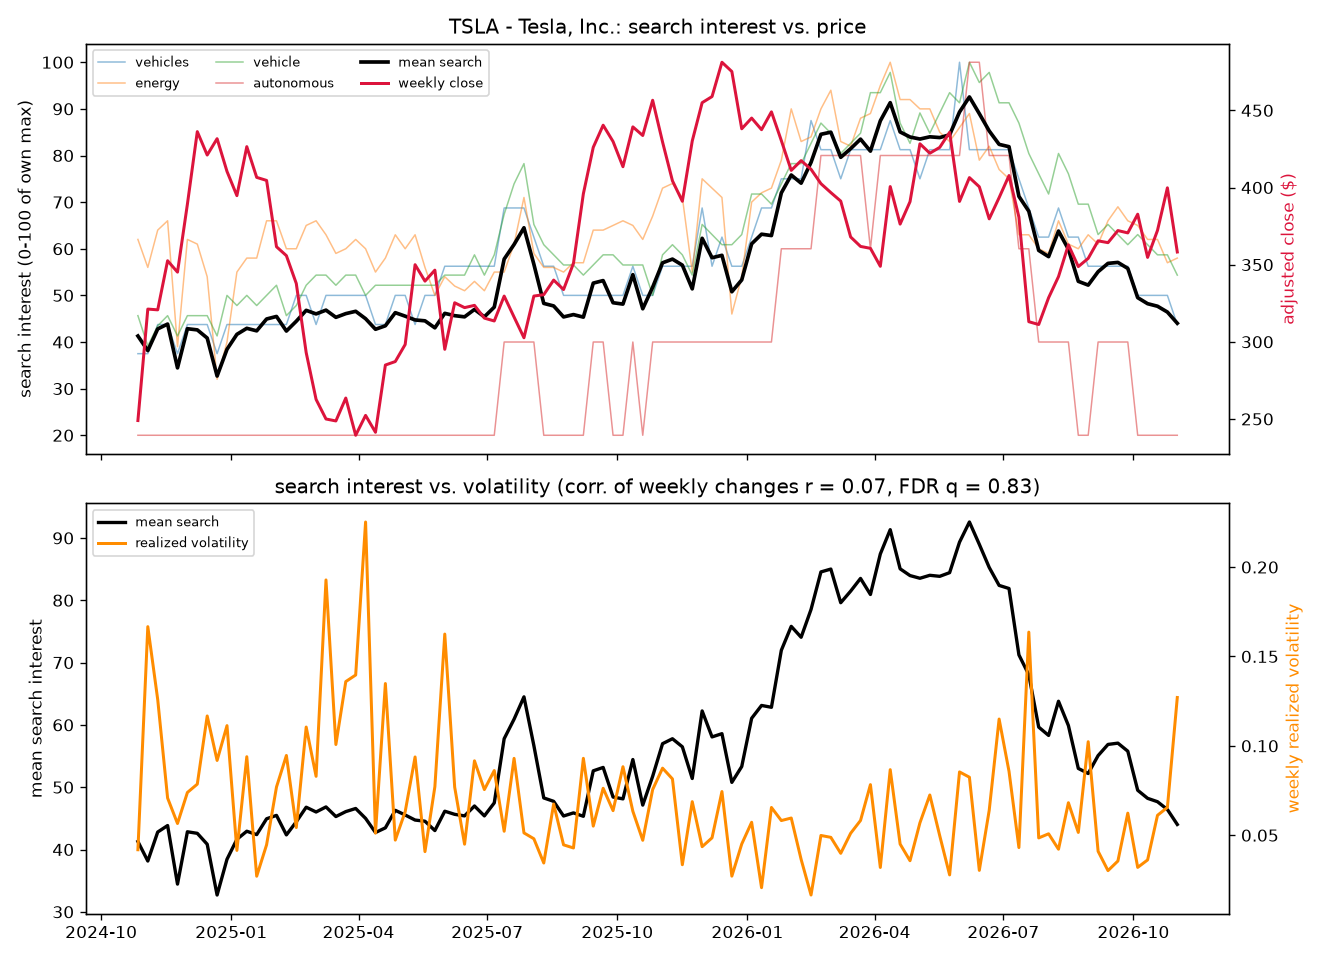 TSLA - Tesla, Inc.: search interest vs. price
vehicles
energy
vehicle
autonomous
mean search
weekly close
search interest (0-100 of own max)
100
90
80
70
60
50
40
30
20
adjusted close ($)
450
400
350
300
250
search interest vs. volatility (corr. of weekly changes r = 0.07, FDR q = 0.83)
mean search
realized volatility
mean search interest
90
80
70
60
50
40
30
weekly realized volatility
0.20
0.15
0.10
0.05
2024-10
2025-01
2025-04
2025-07
2025-10
2026-01
2026-04
2026-07
2026-10